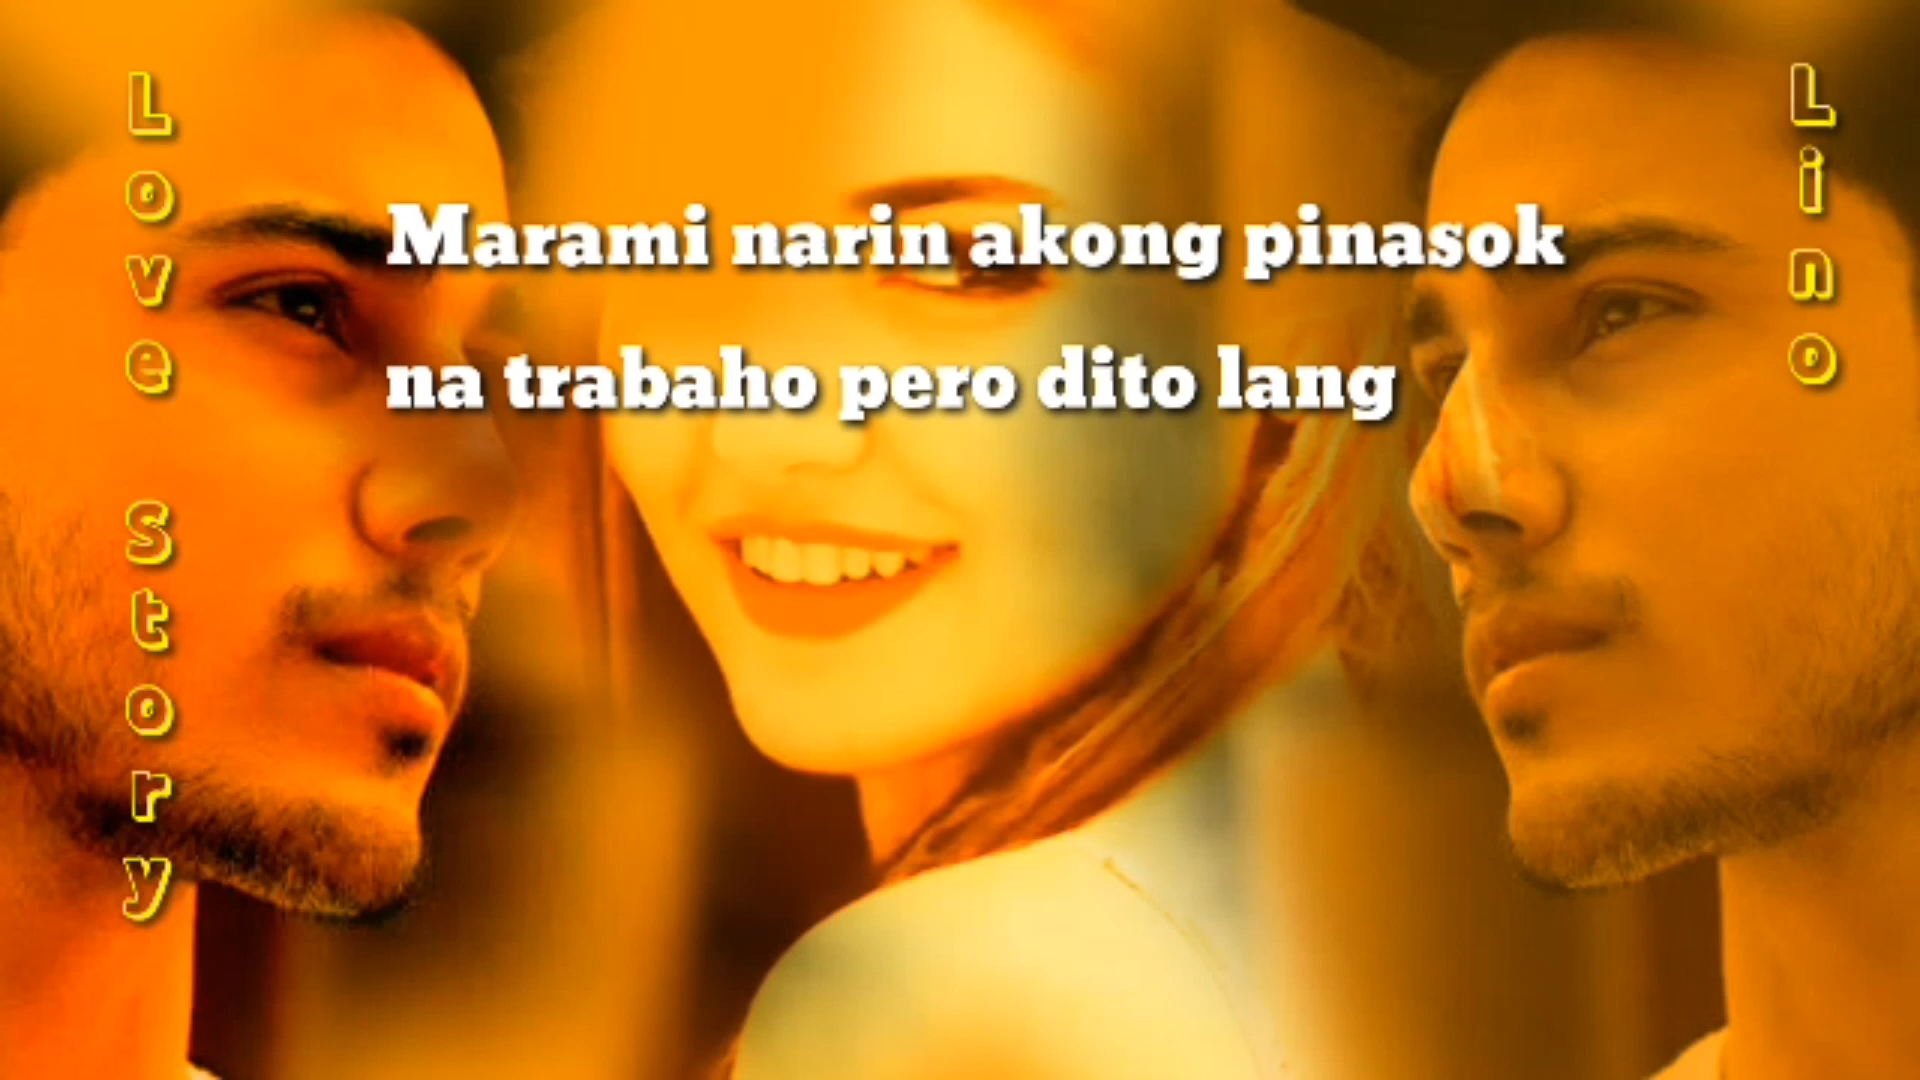 Love Story
Marami narin akong pinasok
na trabaho pero dito lang
Lino